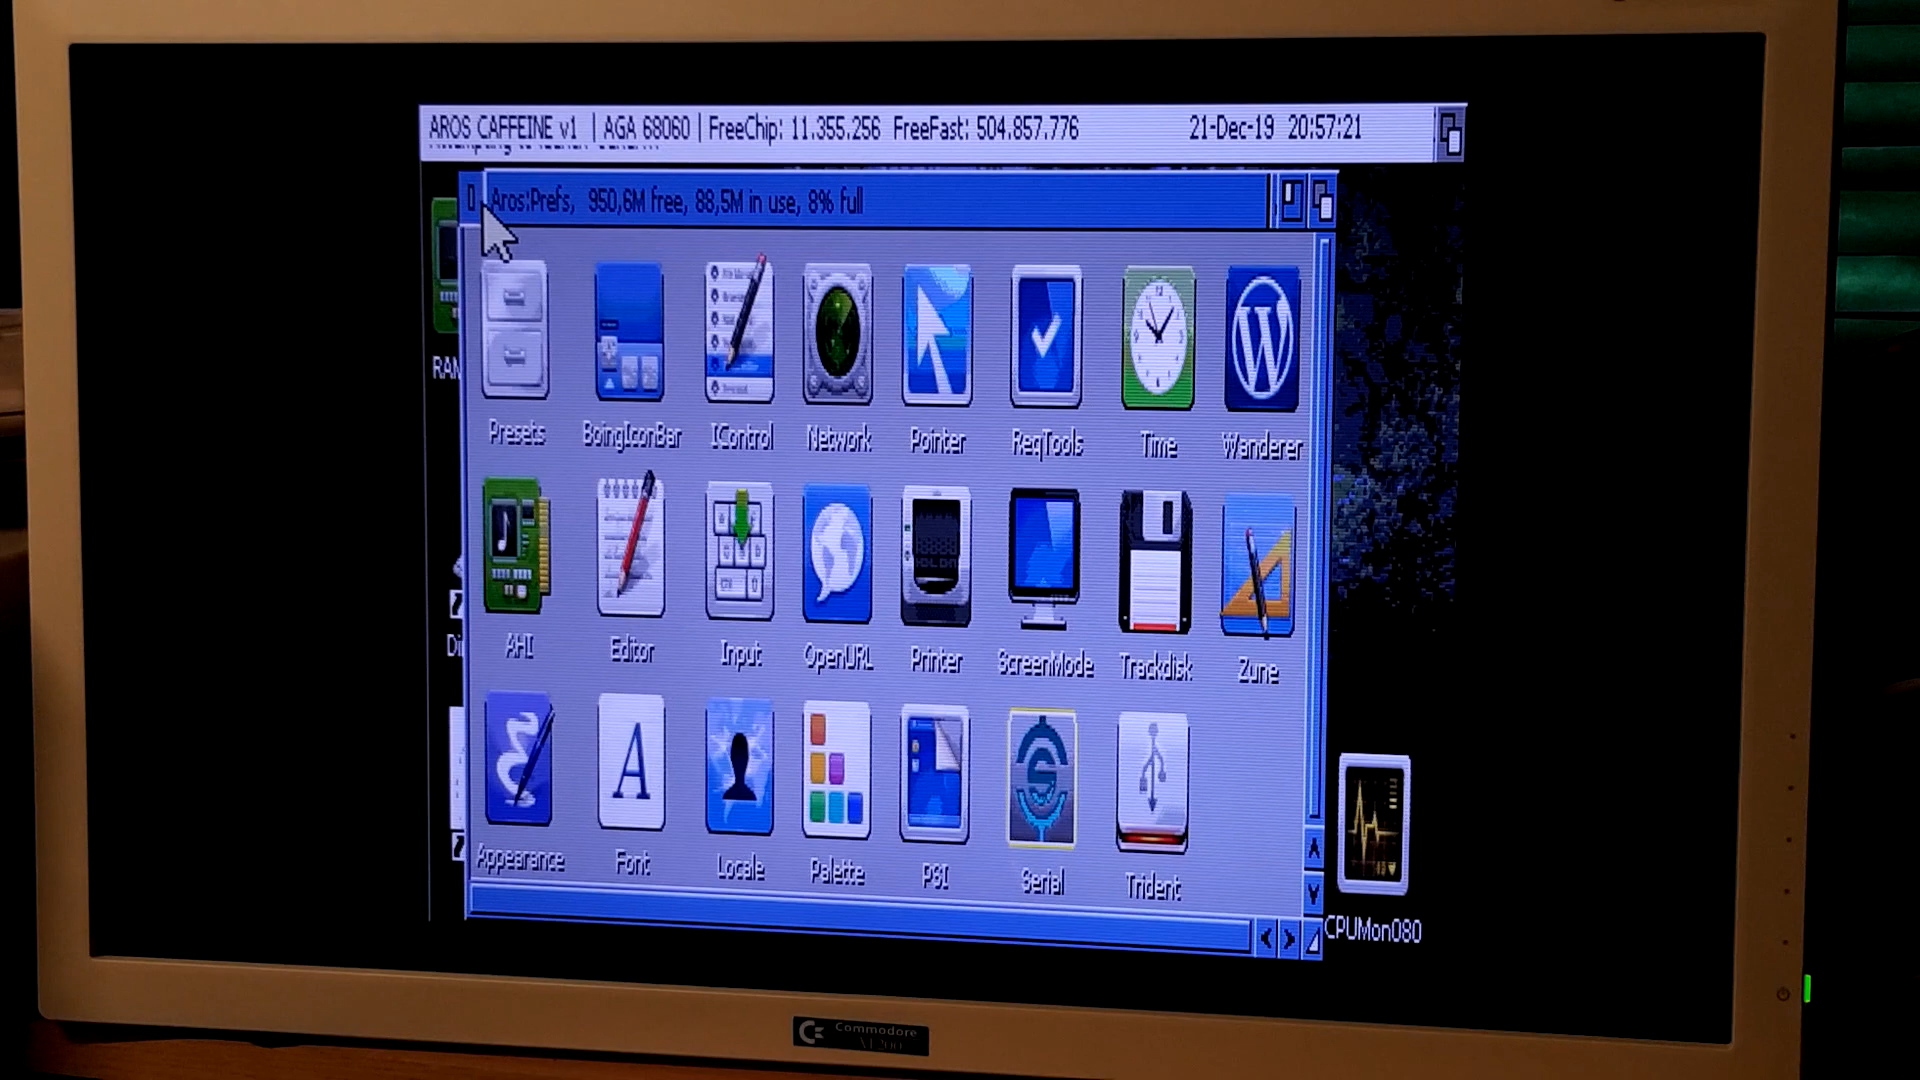 AROS CAFFEINE v1 | AGA 68060 | FreeChip: 11.355.256 FreeFast: 504.857.776 21-Dec-19 20:57:21
Aros:Prefs, 950,6M free, 88,5M in use, 8% full
RAM
Presets BoingIconBar IControl Network Pointer ReqTools Time Wanderer
Di
AHI Editor Input OpenURL Printer ScreenMode Trackdisk Zune
Appearance Font Locale Palette PSI Serial Trident
CPUMon080
Commodore